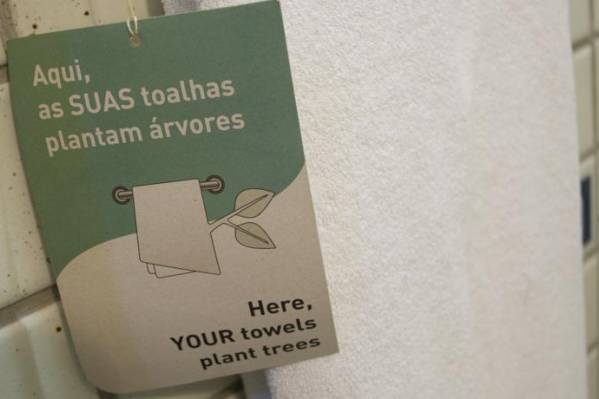 Aqui,
as SUAS toalhas
plantam árvores
Here,
YOUR towels
plant trees